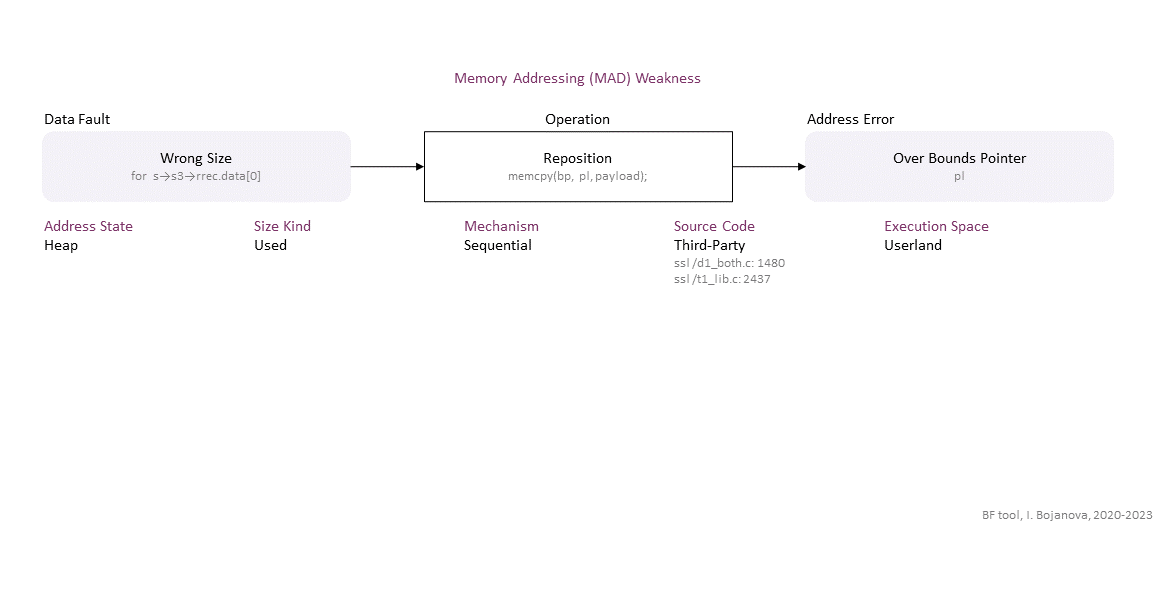 Memory Addressing (MAD) Weakness
Data Fault
Operation
Address Error
Wrong Size
for s→s3→rrec.data[0]
Reposition
memcpy(bp, pl, payload);
Over Bounds Pointer
pl
Address State
Heap
Size Kind
Used
Mechanism
Sequential
Source Code
Third-Party
ssl/d1_both.c: 1480
ssl/t1_lib.c: 2437
Execution Space
Userland
BF tool, I. Bojanova, 2020-2023